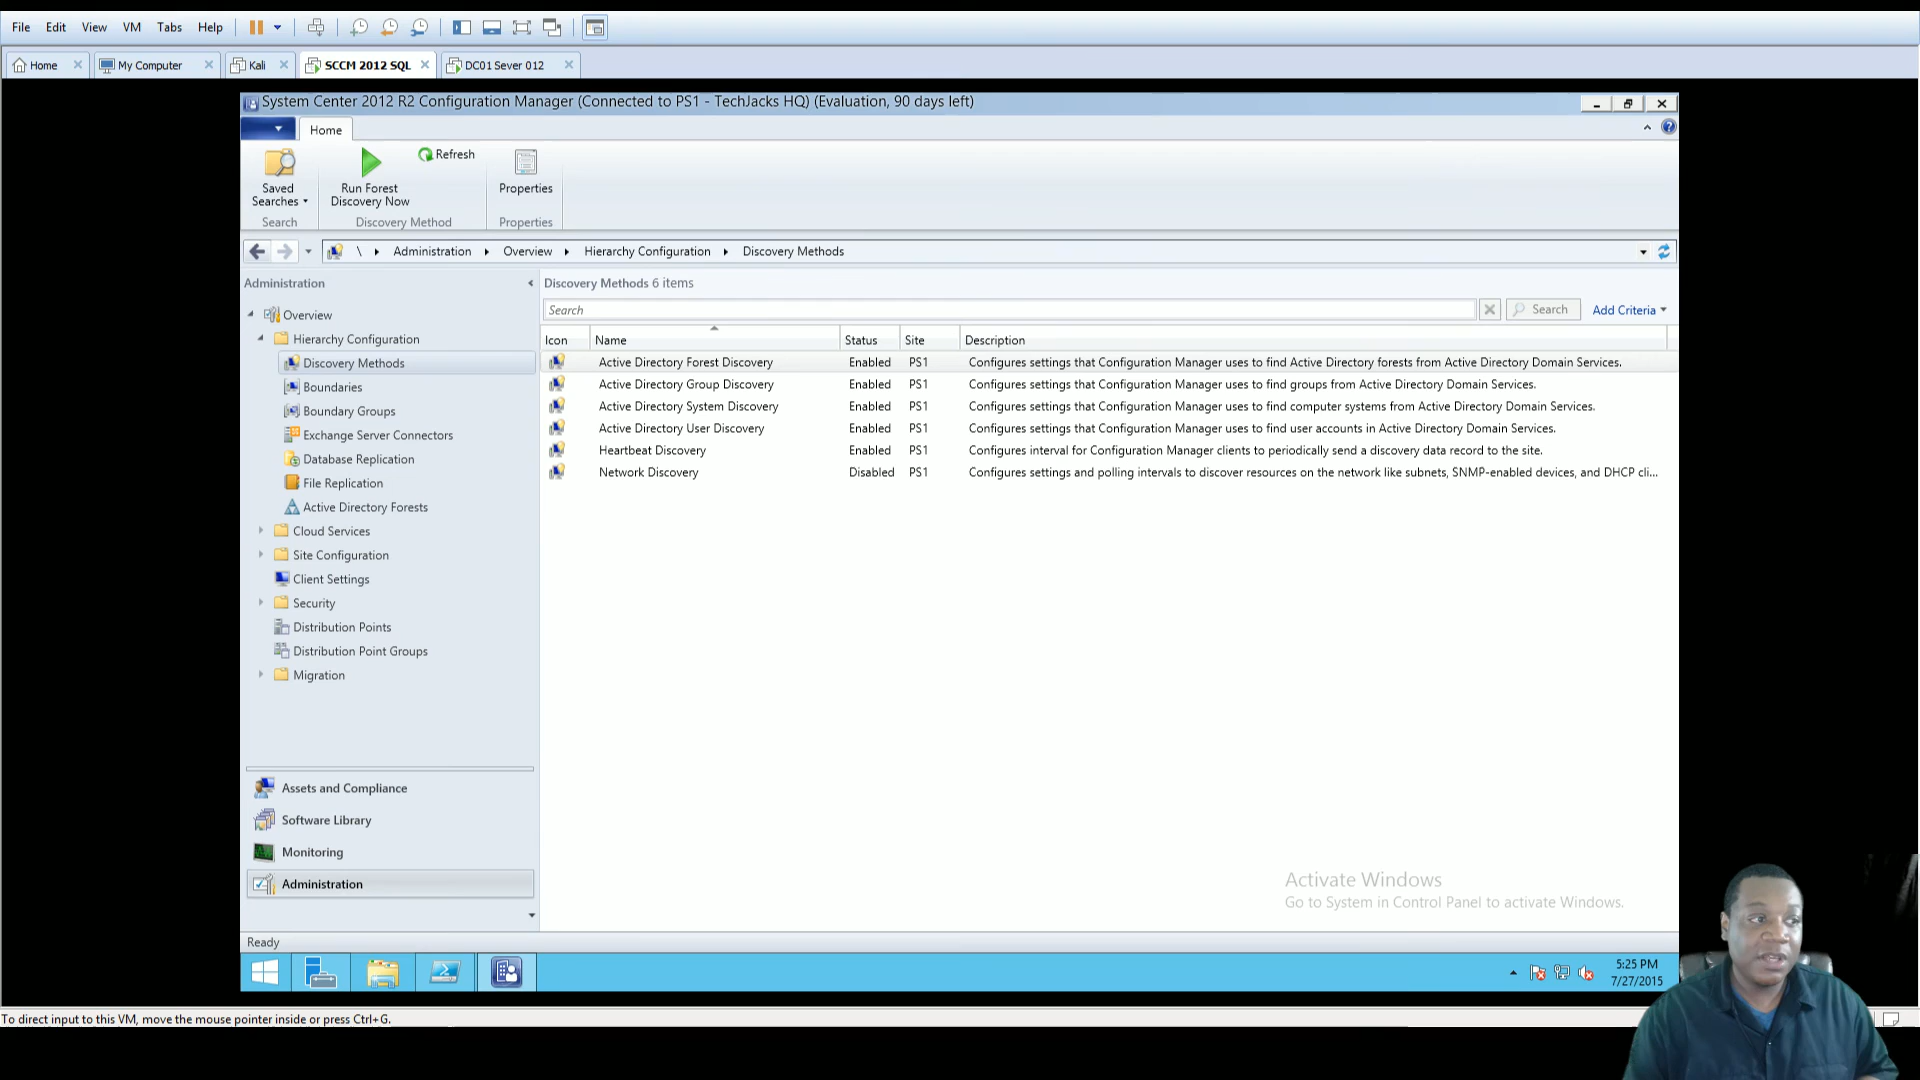 File Edit View VM Tabs Help
Home My Computer Kali SCCM 2012 SQL DC01 Sever 012
System Center 2012 R2 Configuration Manager (Connected to PS1 - TechJacks HQ) (Evaluation, 90 days left)
Home
Saved Searches
Run Forest Discovery Now
Refresh
Properties
Search Discovery Method Properties
\ Administration Overview Hierarchy Configuration Discovery Methods
Administration
Overview
Hierarchy Configuration
Discovery Methods
Boundaries
Boundary Groups
Exchange Server Connectors
Database Replication
File Replication
Active Directory Forests
Cloud Services
Site Configuration
Client Settings
Security
Distribution Points
Distribution Point Groups
Migration
Assets and Compliance
Software Library
Monitoring
Administration
Discovery Methods 6 items
Search Search Add Criteria
Icon Name Status Site Description
Active Directory Forest Discovery Enabled PS1 Configures settings that Configuration Manager uses to find Active Directory forests from Active Directory Domain Services.
Active Directory Group Discovery Enabled PS1 Configures settings that Configuration Manager uses to find groups from Active Directory Domain Services.
Active Directory System Discovery Enabled PS1 Configures settings that Configuration Manager uses to find computer systems from Active Directory Domain Services.
Active Directory User Discovery Enabled PS1 Configures settings that Configuration Manager uses to find user accounts in Active Directory Domain Services.
Heartbeat Discovery Enabled PS1 Configures interval for Configuration Manager clients to periodically send a discovery data record to the site.
Network Discovery Disabled PS1 Configures settings and polling intervals to discover resources on the network like subnets, SNMP-enabled devices, and DHCP cli...
Activate Windows
Go to System in Control Panel to activate Windows.
Ready
5:25 PM
7/27/2015
To direct input to this VM, move the mouse pointer inside or press Ctrl+G.